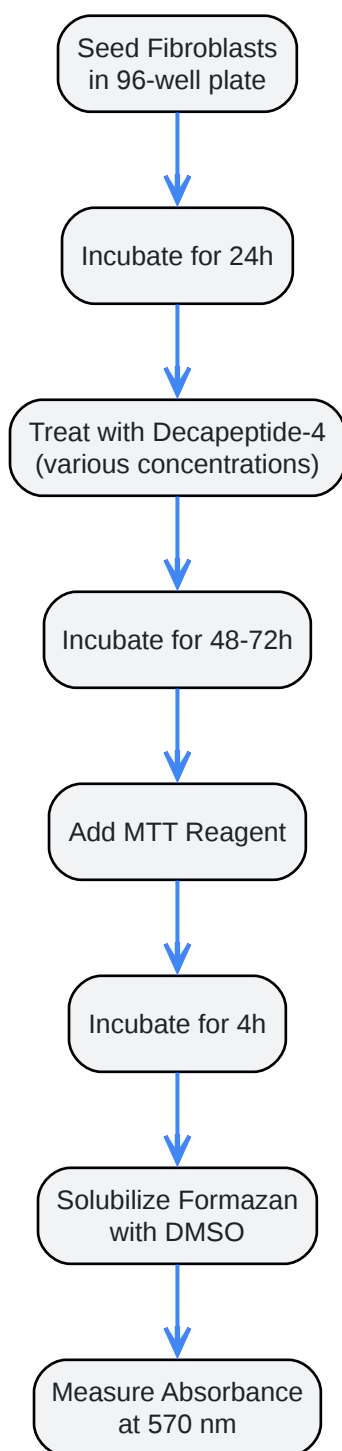 Seed Fibroblasts
in 96-well plate
Incubate for 24h
Treat with Decapeptide-4
(various concentrations)
Incubate for 48-72h
Add MTT Reagent
Incubate for 4h
Solubilize Formazan
with DMSO
Measure Absorbance
at 570 nm